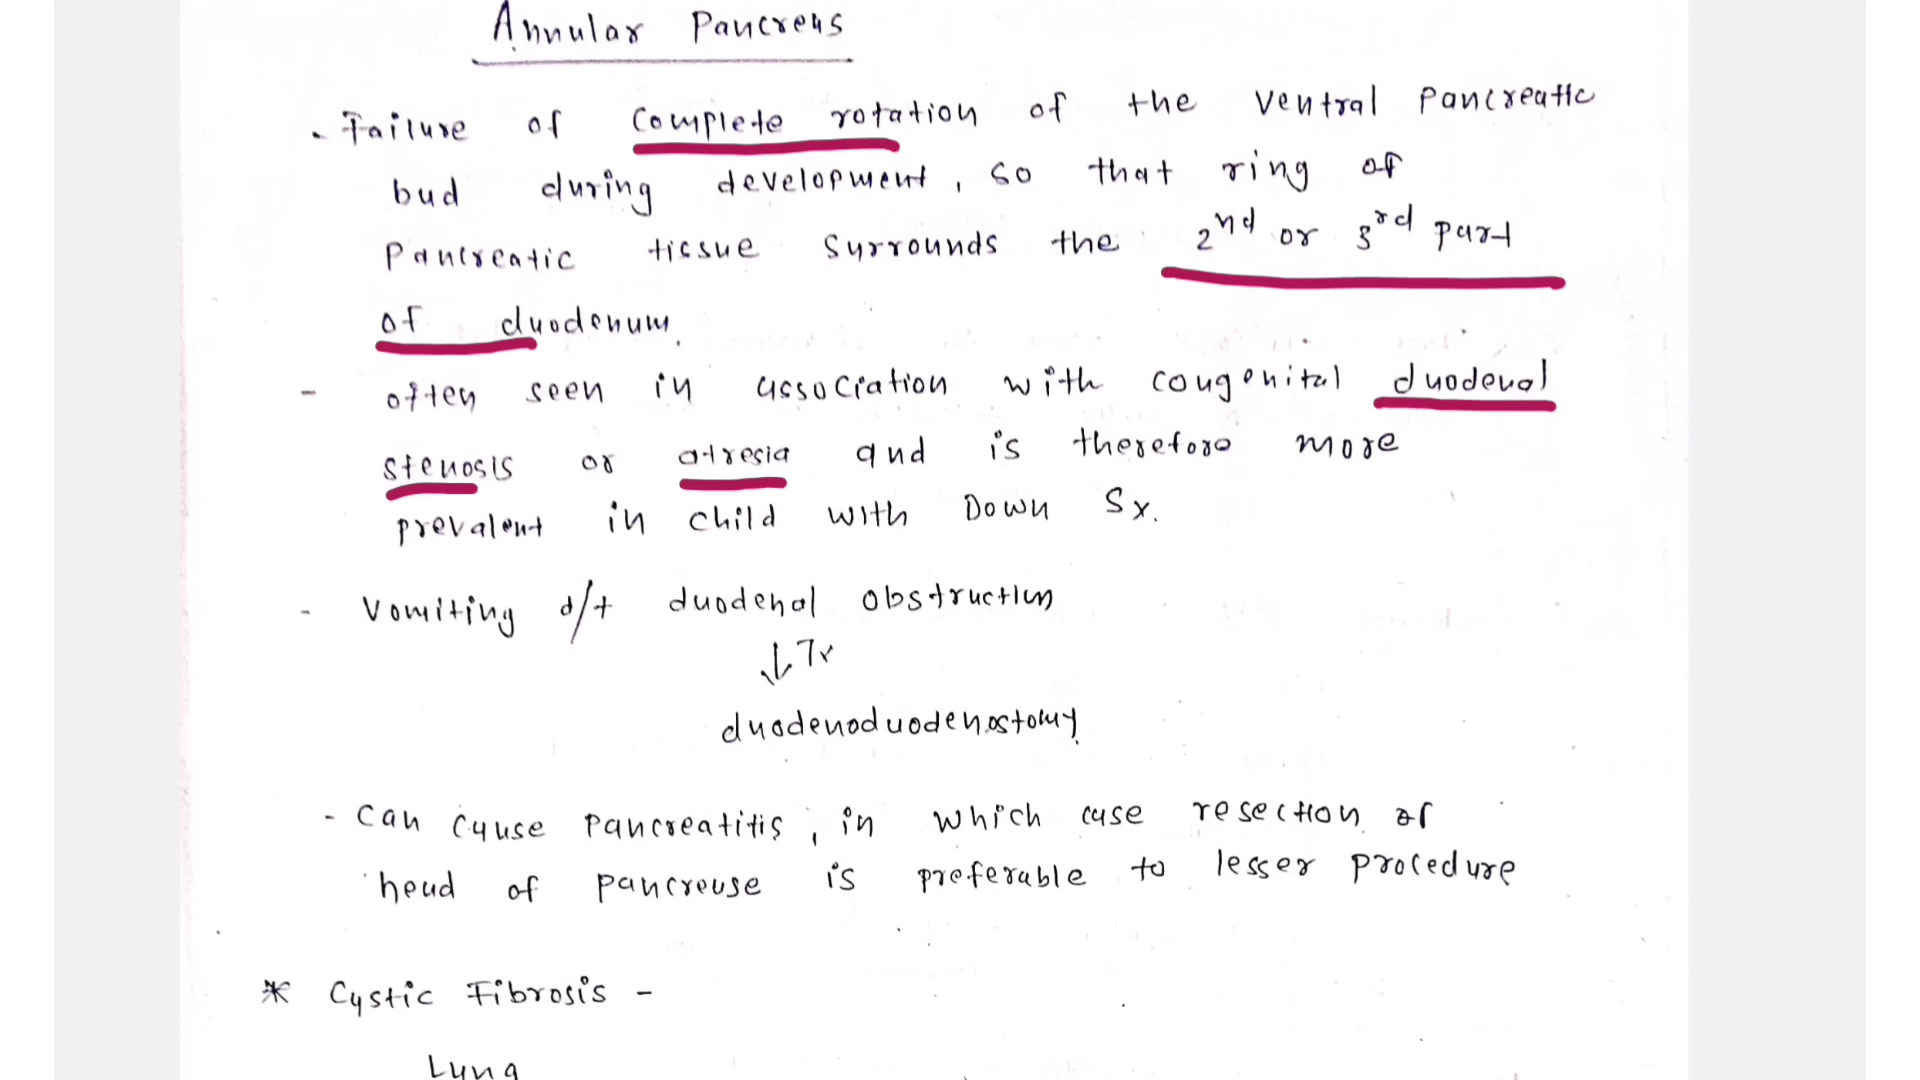 Annular Pancreas
- Failure of complete rotation of the ventral pancreatic
bud during development, so that ring of
Pancreatic tissue surrounds the 2nd or 3rd part
of duodenum.
- often seen in association with congenital duodenal
stenosis or atresia and is therefore more
prevalent in child with Down Sx.
- Vomiting d/t duodenal obstruction
↓ Tx
duodenoduodenostomy
- Can cause pancreatitis, in which case resection of
head of pancrease is preferable to lesser procedure
* Cystic Fibrosis -
Lung